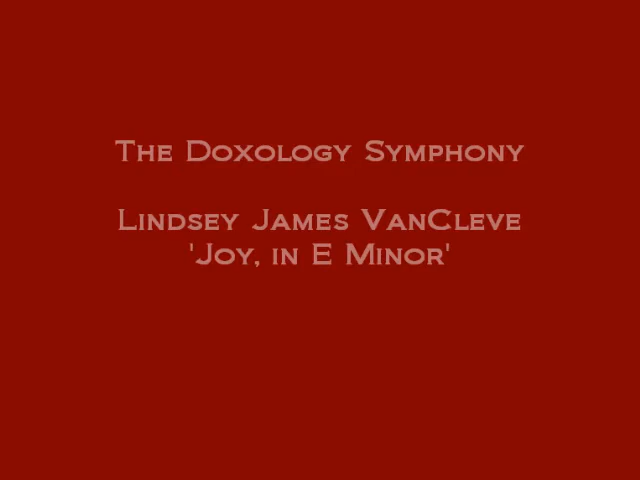 The Doxology Symphony
Lindsey James VanCleve
'Joy, in E Minor'